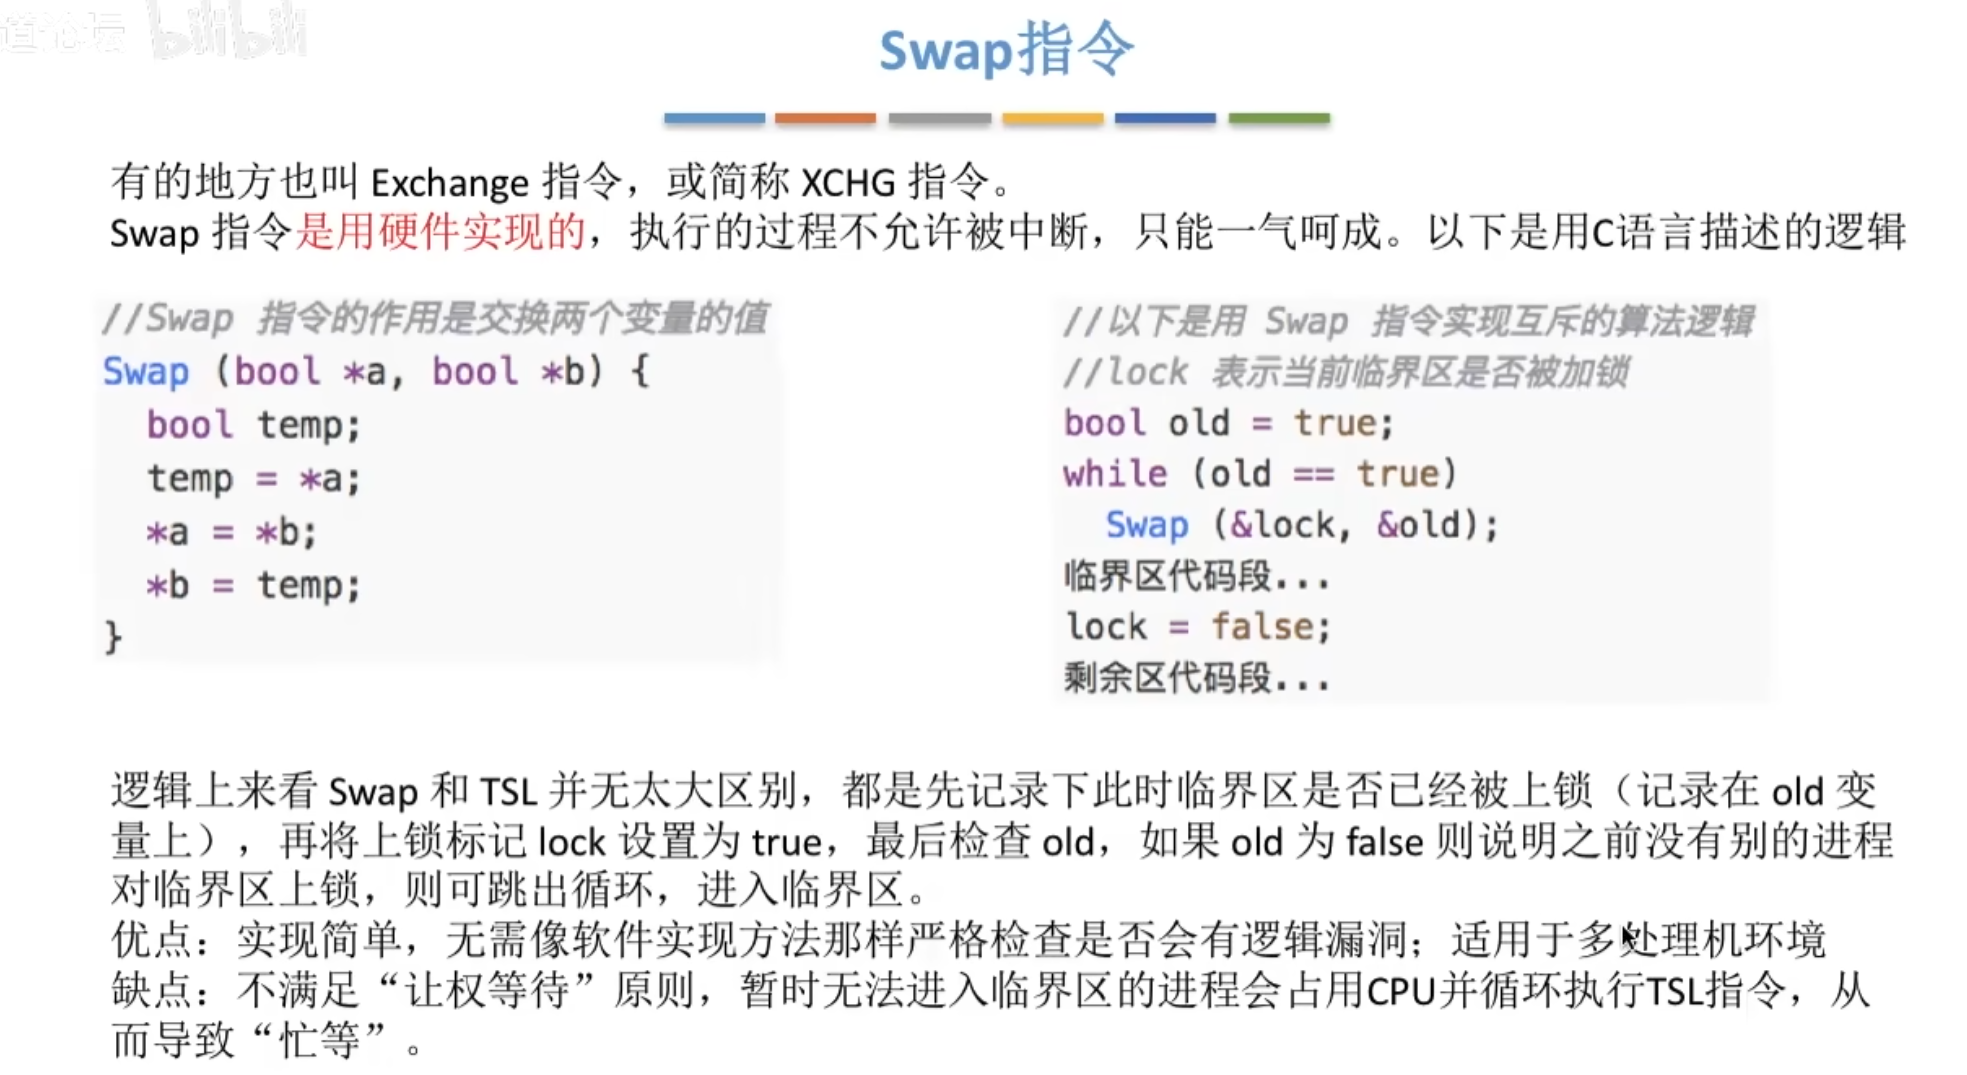 道论坛 bilibili
Swap指令
有的地方也叫 Exchange 指令，或简称 XCHG 指令。
Swap 指令是用硬件实现的，执行的过程不允许被中断，只能一气呵成。以下是用C语言描述的逻辑
//Swap 指令的作用是交换两个变量的值
Swap (bool *a, bool *b) {
  bool temp;
  temp = *a;
  *a = *b;
  *b = temp;
}
//以下是用 Swap 指令实现互斥的算法逻辑
//lock 表示当前临界区是否被加锁
bool old = true;
while (old == true)
  Swap (&lock, &old);
临界区代码段...
lock = false;
剩余区代码段...
逻辑上来看 Swap 和 TSL 并无太大区别，都是先记录下此时临界区是否已经被上锁（记录在 old 变
量上），再将上锁标记 lock 设置为 true，最后检查 old，如果 old 为 false 则说明之前没有别的进程
对临界区上锁，则可跳出循环，进入临界区。
优点：实现简单，无需像软件实现方法那样严格检查是否会有逻辑漏洞；适用于多处理机环境
缺点：不满足“让权等待”原则，暂时无法进入临界区的进程会占用CPU并循环执行TSL指令，从
而导致“忙等”。